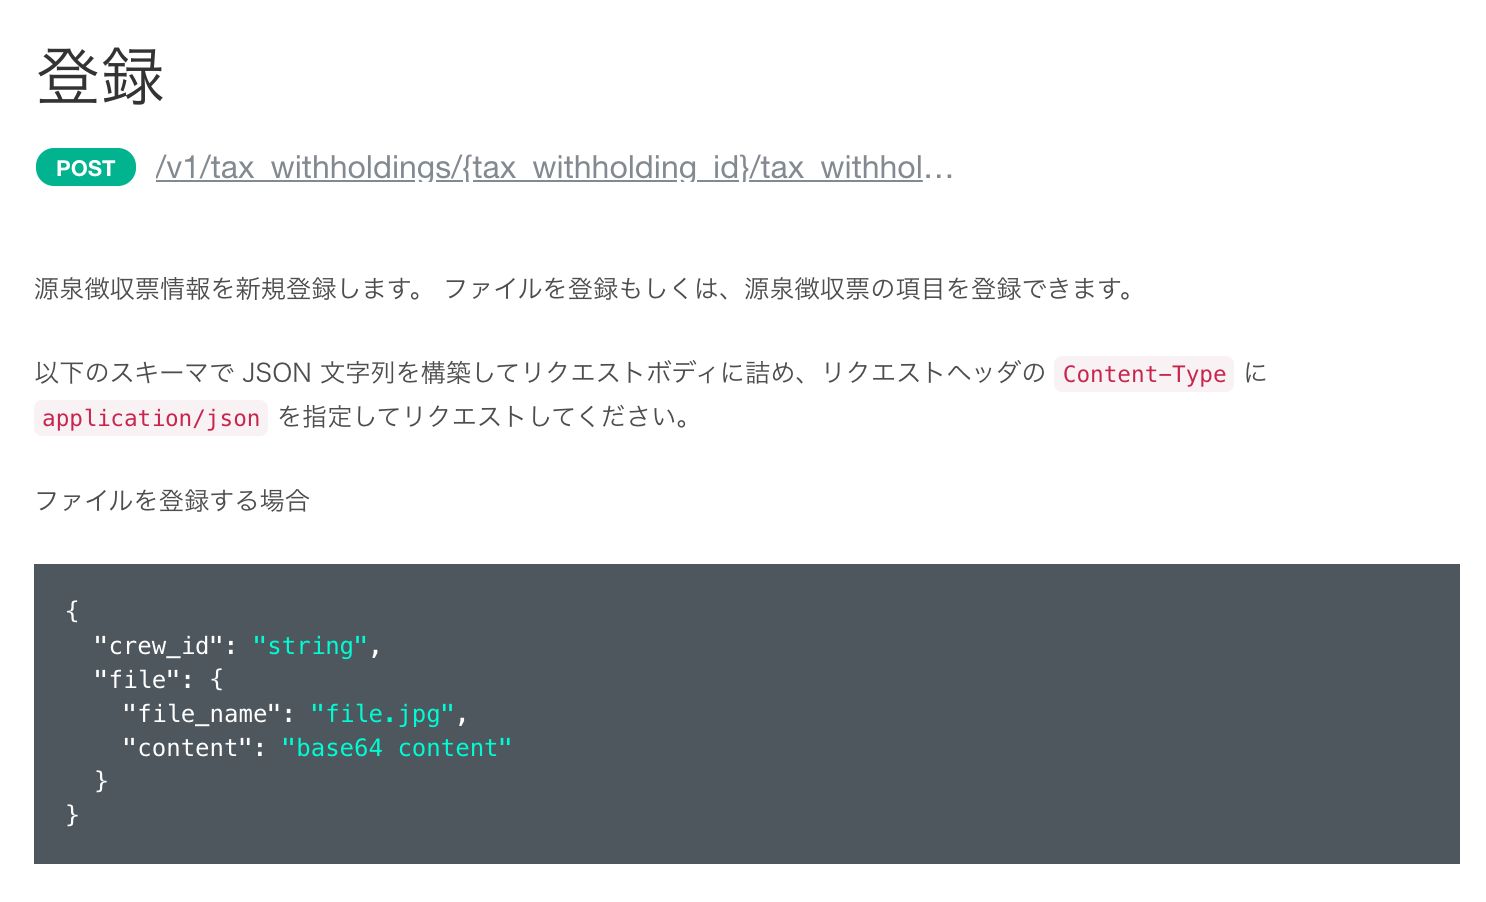 登録
POST /v1/tax_withholdings/{tax_withholding_id}/tax_withhol...
源泉徴収票情報を新規登録します。 ファイルを登録もしくは、源泉徴収票の項目を登録できます。
以下のスキーマで JSON 文字列を構築してリクエストボディに詰め、リクエストヘッダの Content-Type に
application/json を指定してリクエストしてください。
ファイルを登録する場合
{
  "crew_id": "string",
  "file": {
    "file_name": "file.jpg",
    "content": "base64 content"
  }
}